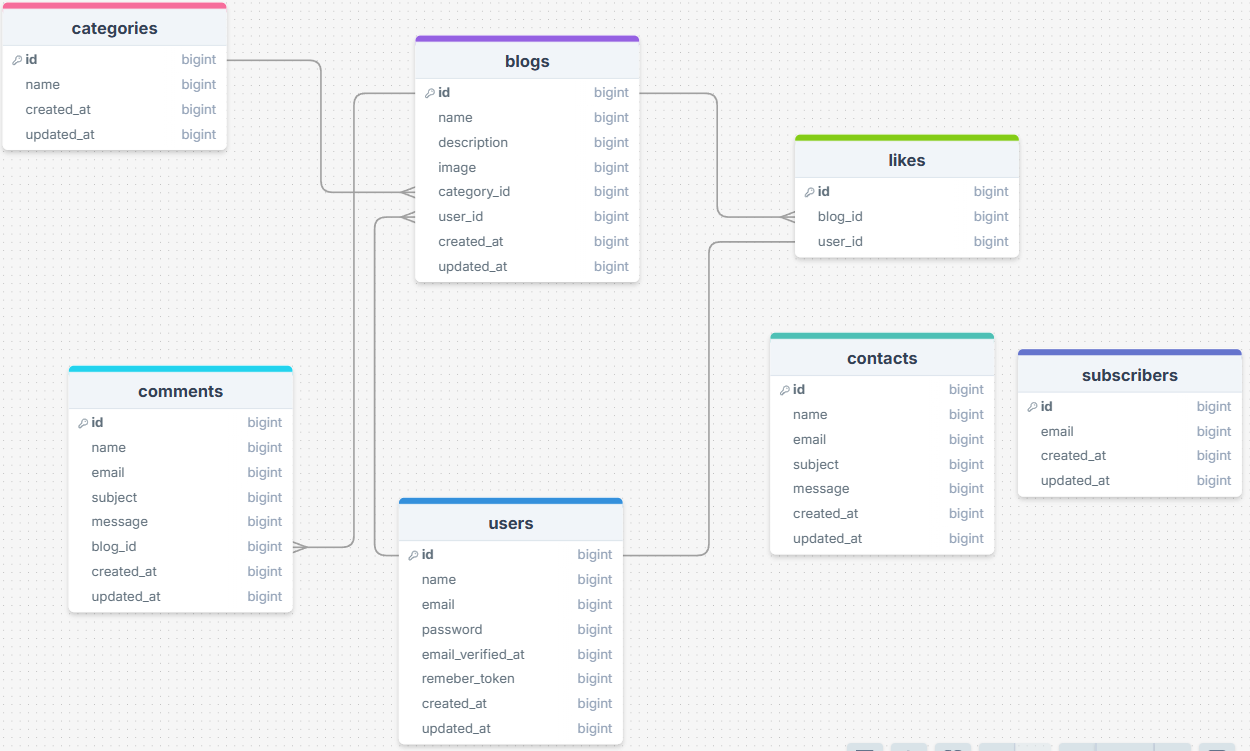 categories
id bigint
name bigint
created_at bigint
updated_at bigint
blogs
id bigint
name bigint
description bigint
image bigint
category_id bigint
user_id bigint
created_at bigint
updated_at bigint
likes
id bigint
blog_id bigint
user_id bigint
comments
id bigint
name bigint
email bigint
subject bigint
message bigint
blog_id bigint
created_at bigint
updated_at bigint
users
id bigint
name bigint
email bigint
password bigint
email_verified_at bigint
remeber_token bigint
created_at bigint
updated_at bigint
contacts
id bigint
name bigint
email bigint
subject bigint
message bigint
created_at bigint
updated_at bigint
subscribers
id bigint
email bigint
created_at bigint
updated_at bigint